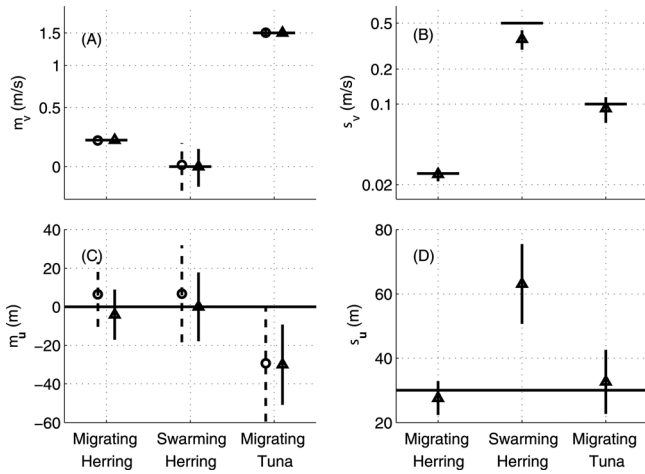 (A)
m_v (m/s)
1.5
1
0.5
0
(B)
s_v (m/s)
0.5
0.2
0.1
0.02
(C)
m_u (m)
40
20
0
−20
−40
−60
Migrating Herring
Swarming Herring
Migrating Tuna
(D)
s_u (m)
80
60
40
20
Migrating Herring
Swarming Herring
Migrating Tuna